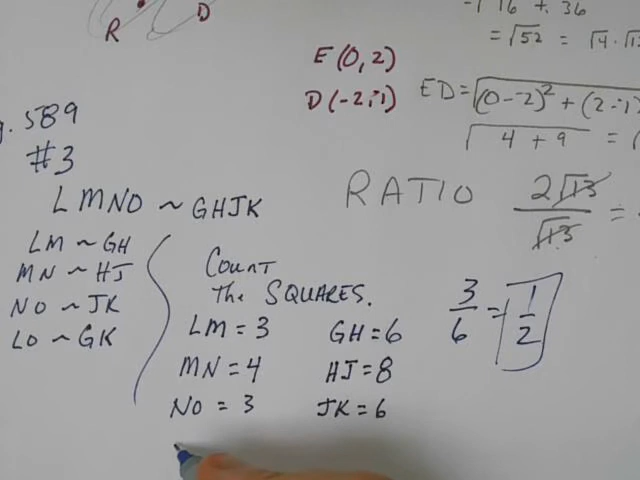 R
D
√16 + 36
= √52 = √4 · √13
E (0, 2)
D (-2, -1)
ED = √(0 - -2)² + (2 - -1)
√4 + 9 =
g. 589
#3
LMNO ~ GHJK
RATIO 2√13 / √13 =
LM ~ GH
MN ~ HJ
NO ~ JK
LO ~ GK
Count
the SQUARES.
LM = 3 GH = 6
MN = 4 HJ = 8
NO = 3 JK = 6
3/6 = 1/2